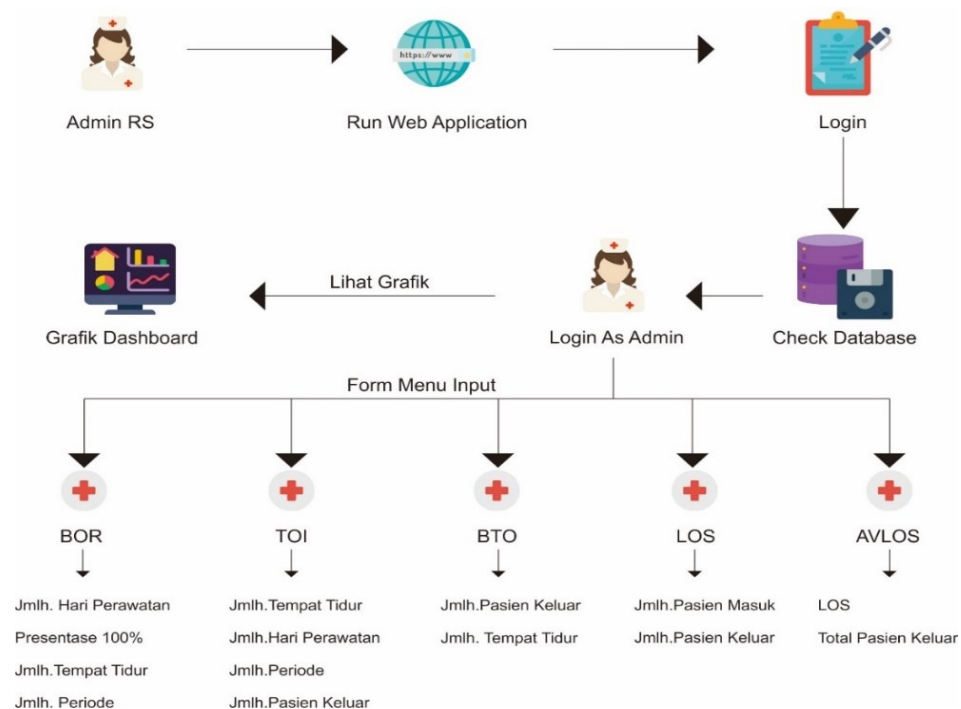 https://www
Admin RS
Run Web Application
Login
Lihat Grafik
Grafik Dashboard
Login As Admin
Check Database
Form Menu Input
BOR
TOI
BTO
LOS
AVLOS
Jmlh. Hari Perawatan
Presentase 100%
Jmlh.Tempat Tidur
Jmlh. Periode
Jmlh.Tempat Tidur
Jmlh.Hari Perawatan
Jmlh.Periode
Jmlh.Pasien Keluar
Jmlh.Pasien Keluar
Jmlh. Tempat Tidur
Jmlh.Pasien Masuk
Jmlh.Pasien Keluar
LOS
Total Pasien Keluar